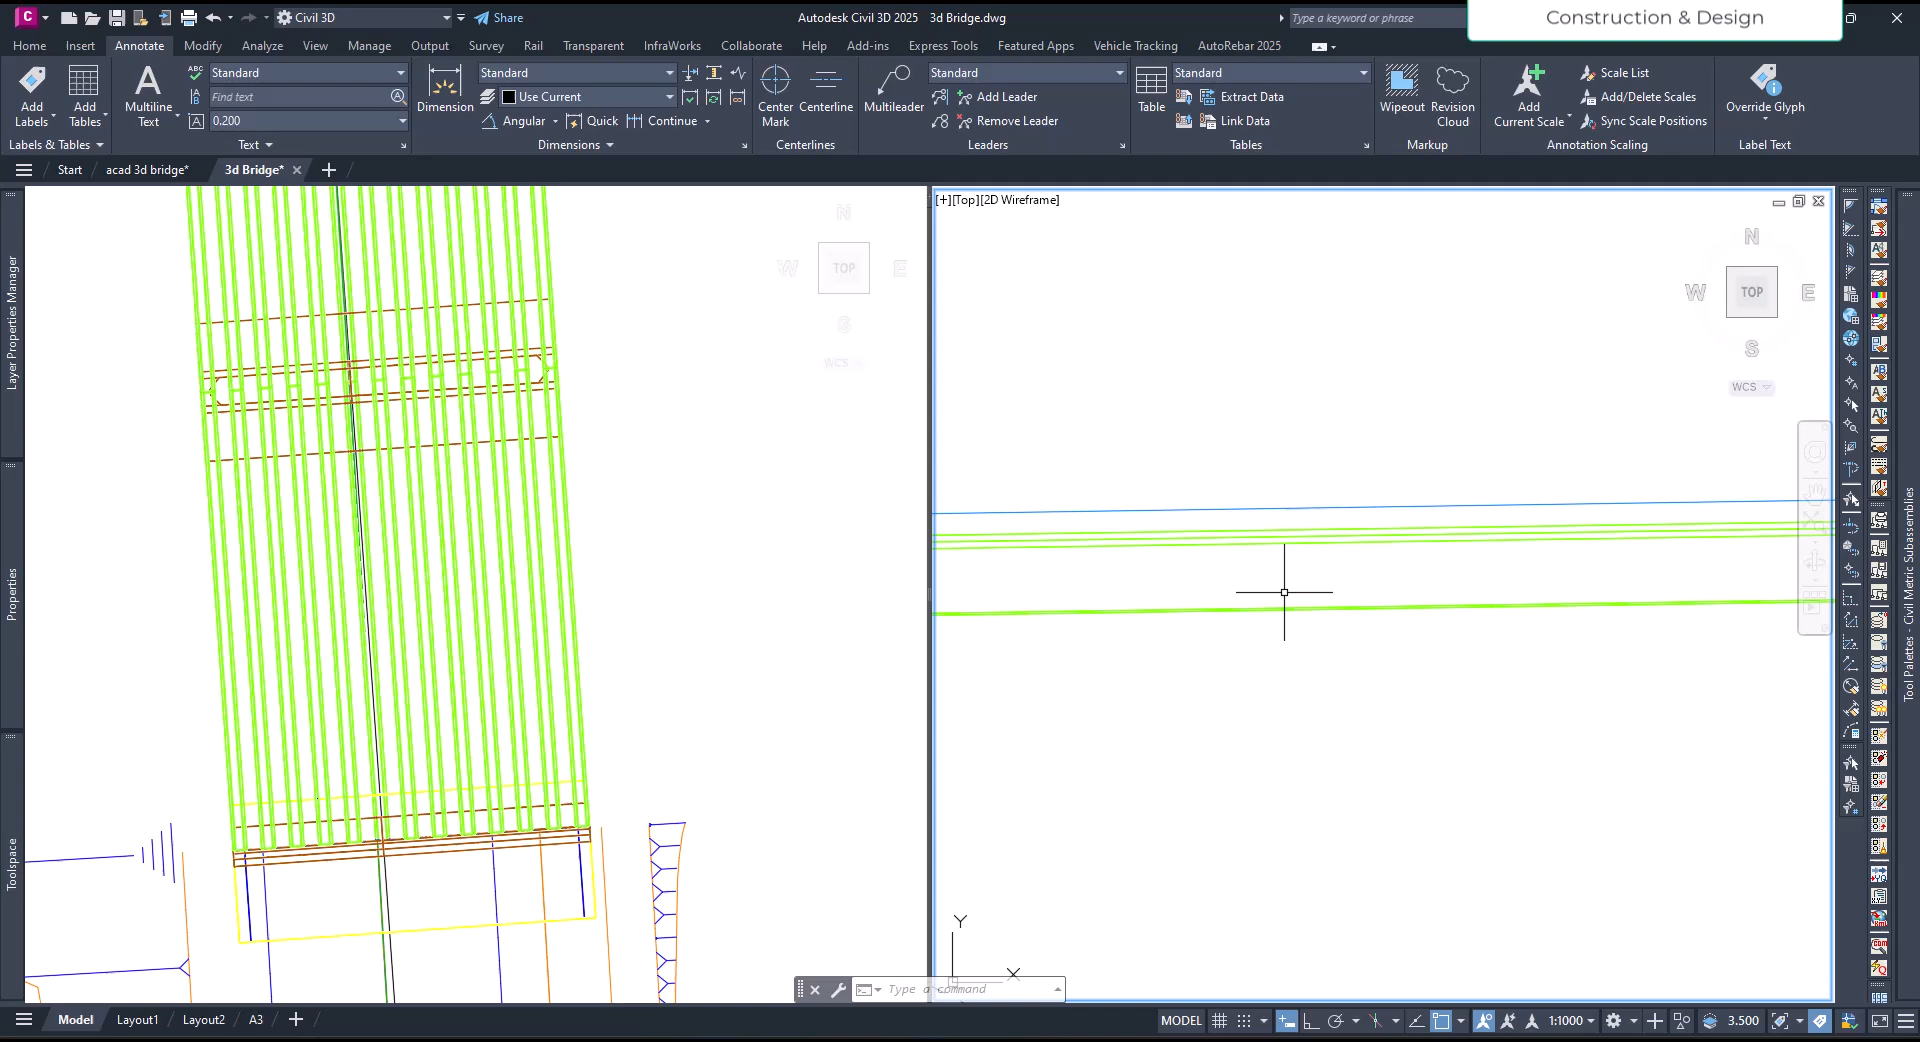 Civil 3D
Share
Autodesk Civil 3D 2025 3d Bridge.dwg
Type a keyword or phrase
Construction & Design
Home Insert Annotate Modify Analyze View Manage Output Survey Rail Transparent InfraWorks Collaborate Help Add-ins Express Tools Featured Apps Vehicle Tracking AutoRebar 2025
Add
Labels
Add
Tables
Labels & Tables
Multiline
Text
Standard
Find text
0.200
Text
Dimension
Standard
Use Current
Angular
Quick
Continue
Dimensions
Center
Mark
Centerline
Centerlines
Multileader
Standard
Add Leader
Remove Leader
Leaders
Table
Standard
Extract Data
Link Data
Tables
Wipeout
Revision
Cloud
Markup
Add
Current Scale
Scale List
Add/Delete Scales
Sync Scale Positions
Annotation Scaling
Override Glyph
Label Text
Start
acad 3d bridge*
3d Bridge*
Layer Properties Manager
Properties
Toolspace
N
W
TOP
E
S
WCS
[+][Top][2D Wireframe]
N
W
TOP
E
S
WCS
Tool Palettes - Civil Metric Subassemblies
Y
X
Type a command
Model
Layout1
Layout2
A3
MODEL
1:1000
3.500